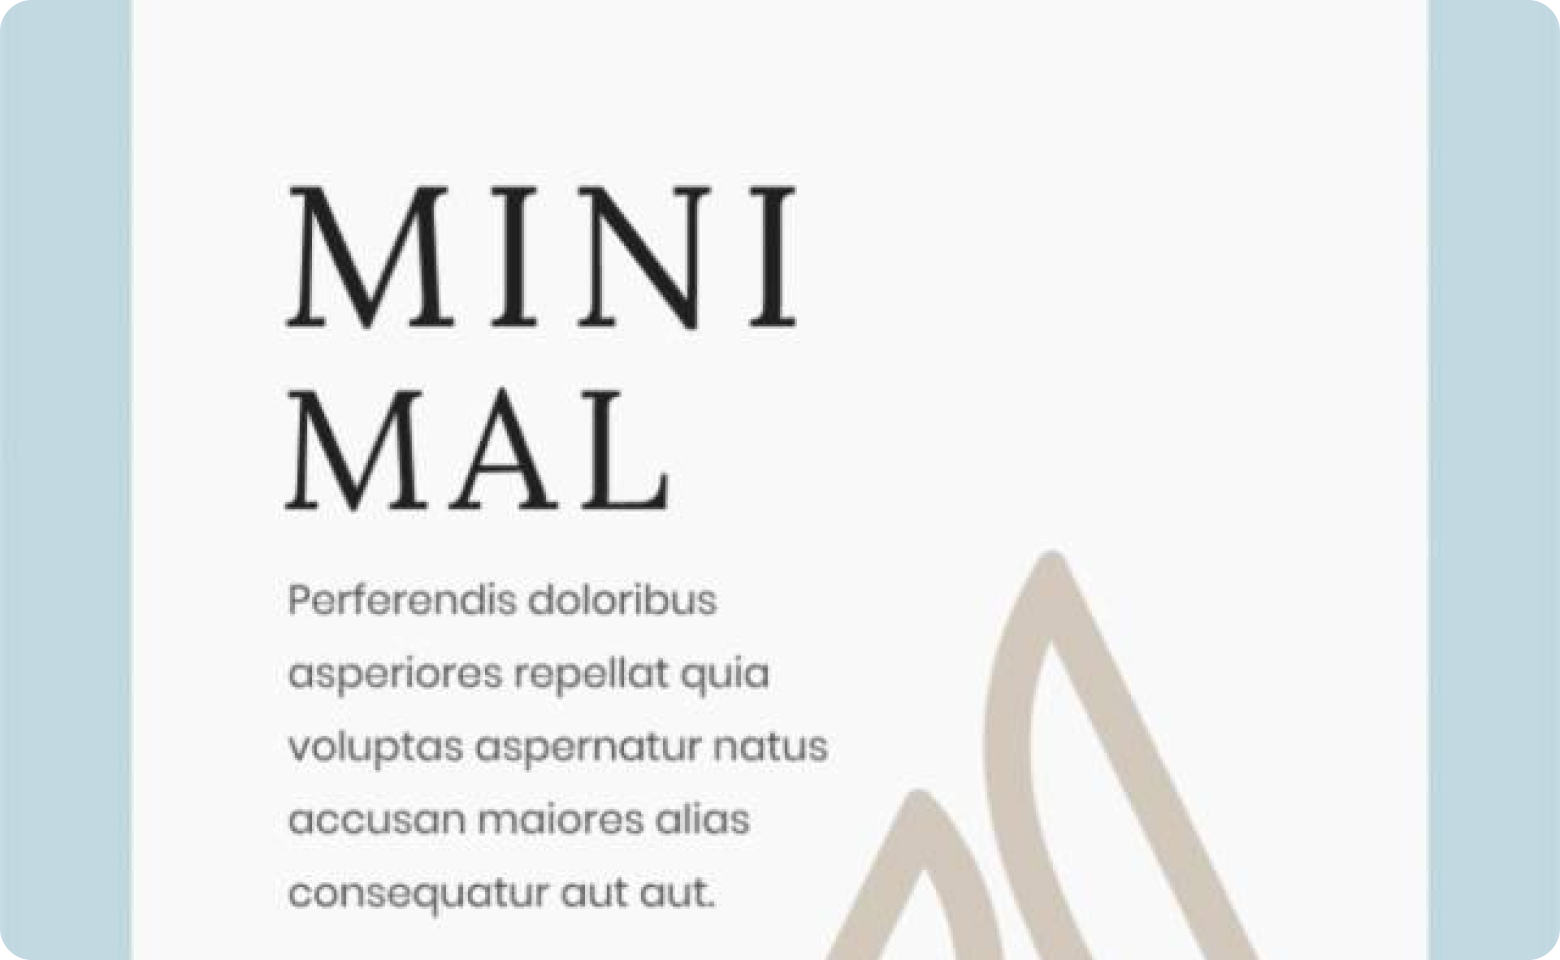 MINI
MAL
Perferendis doloribus
asperiores repellat quia
voluptas aspernatur natus
accusan maiores alias
consequatur aut aut.